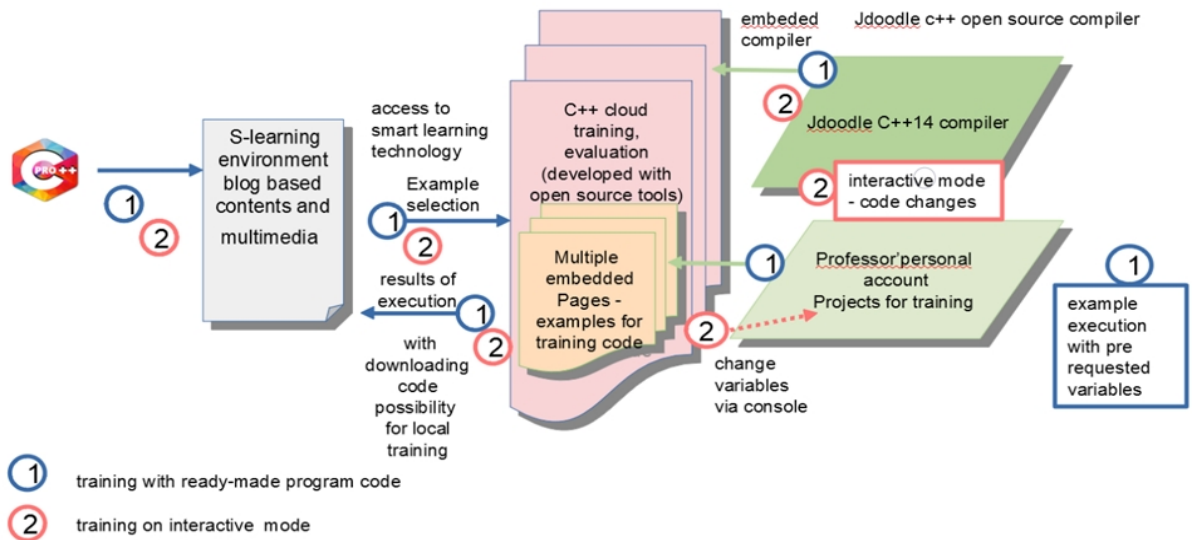 embeded
compiler
Jdoodle c++ open source compiler
PRO ++
S-learning
environment
blog based
contents and
multimedia
access to
smart learning
technology
Example
selection
C++ cloud
training,
evaluation
(developed with
open source tools)
Jdoodle C++14 compiler
interactive mode
- code changes
1
2
1
2
1
2
2
results of
execution
1
2
with
downloading
code
possibility
for local
training
Multiple
embedded
Pages -
examples for
training code
1
Professor'personal
account
Projects for training
2
change
variables
via console
1
example
execution
with pre
requested
variables
1 training with ready-made program code
2 training on interactive mode